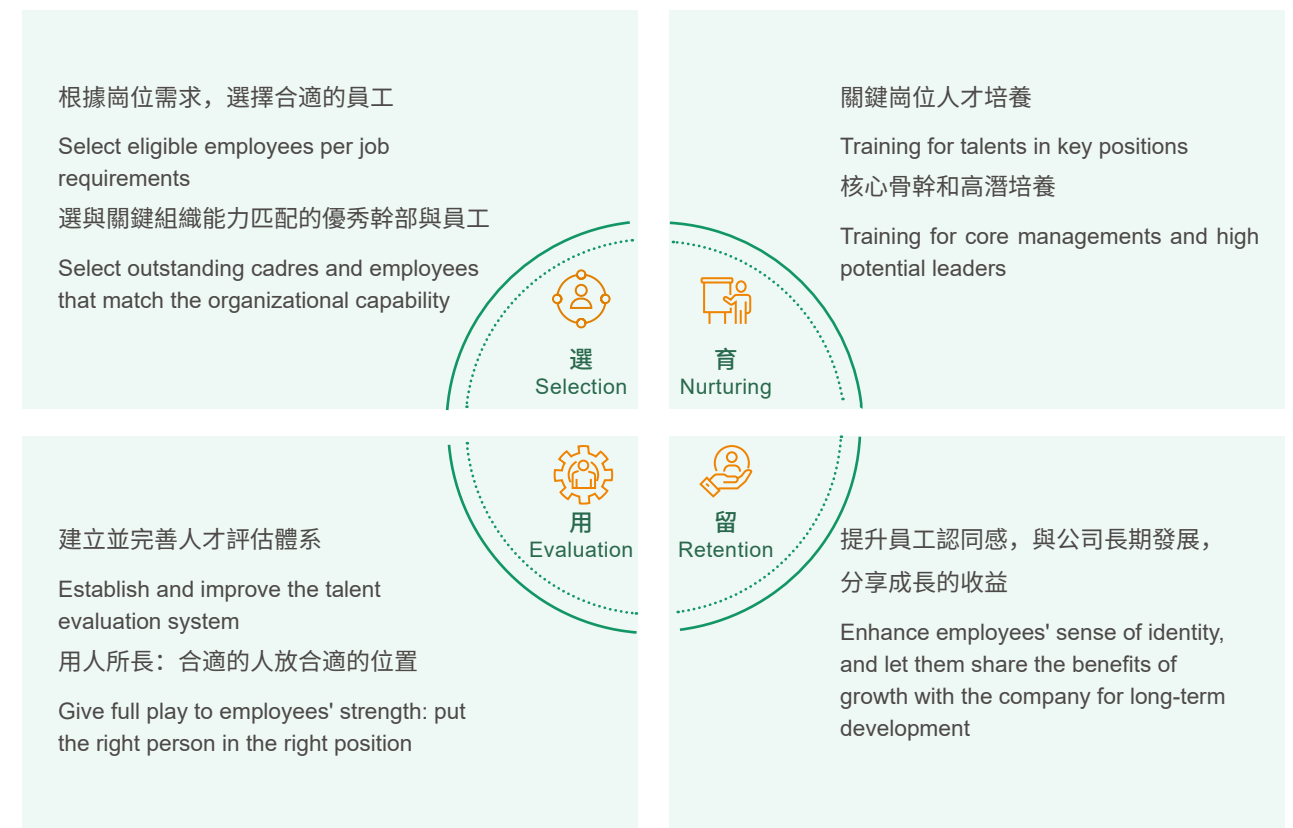 根據崗位需求，選擇合適的員工
Select eligible employees per job
requirements
選與關鍵組織能力匹配的優秀幹部與員工
Select outstanding cadres and employees
that match the organizational capability
選
Selection
關鍵崗位人才培養
Training for talents in key positions
核心骨幹和高潛培養
Training for core managements and high
potential leaders
育
Nurturing
用
Evaluation
建立並完善人才評估體系
Establish and improve the talent
evaluation system
用人所長：合適的人放合適的位置
Give full play to employees' strength: put
the right person in the right position
留
Retention
提升員工認同感，與公司長期發展，
分享成長的收益
Enhance employees' sense of identity,
and let them share the benefits of
growth with the company for long-term
development